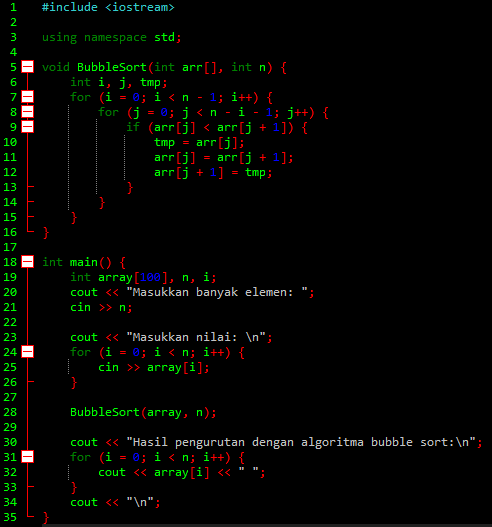 1 #include <iostream>
2
3 using namespace std;
4
5 void BubbleSort(int arr[], int n) {
6     int i, j, tmp;
7     for (i = 0; i < n - 1; i++) {
8         for (j = 0; j < n - i - 1; j++) {
9             if (arr[j] < arr[j + 1]) {
10                 tmp = arr[j];
11                 arr[j] = arr[j + 1];
12                 arr[j + 1] = tmp;
13             }
14         }
15     }
16 }
17
18 int main() {
19     int array[100], n, i;
20     cout << "Masukkan banyak elemen: ";
21     cin >> n;
22
23     cout << "Masukkan nilai: \n";
24     for (i = 0; i < n; i++) {
25         cin >> array[i];
26     }
27
28     BubbleSort(array, n);
29
30     cout << "Hasil pengurutan dengan algoritma bubble sort:\n";
31     for (i = 0; i < n; i++) {
32         cout << array[i] << " ";
33     }
34     cout << "\n";
35 }